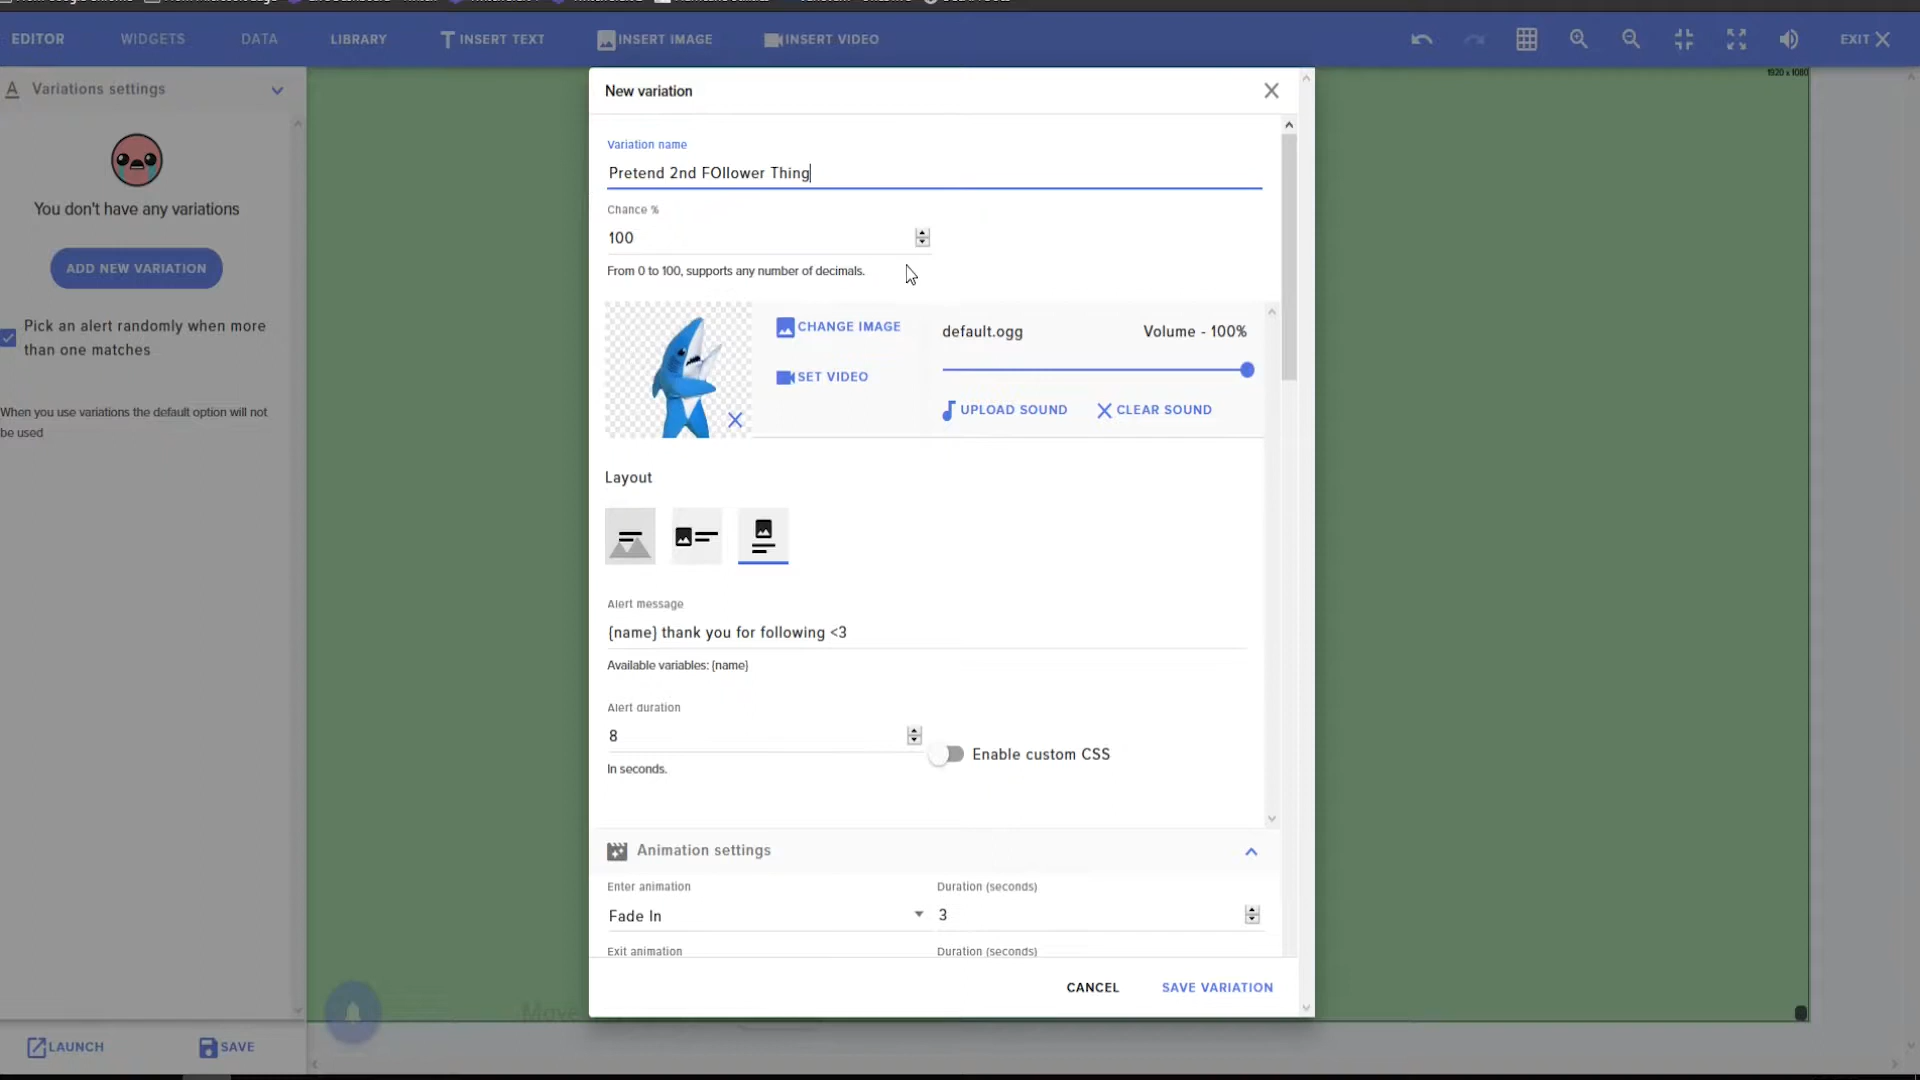 EDITOR
WIDGETS
DATA
LIBRARY
INSERT TEXT
INSERT IMAGE
INSERT VIDEO
EXIT
Variations settings
You don't have any variations
ADD NEW VARIATION
Pick an alert randomly when more
than one matches
When you use variations the default option will not
be used
LAUNCH
SAVE
1920 x 1080
New variation
Variation name
Pretend 2nd FOllower Thing
Chance %
100
From 0 to 100, supports any number of decimals.
CHANGE IMAGE
SET VIDEO
default.ogg
Volume - 100%
UPLOAD SOUND
CLEAR SOUND
Layout
Alert message
{name} thank you for following <3
Available variables: {name}
Alert duration
8
In seconds.
Enable custom CSS
Animation settings
Enter animation
Duration (seconds)
Fade In
3
Exit animation
Duration (seconds)
CANCEL
SAVE VARIATION